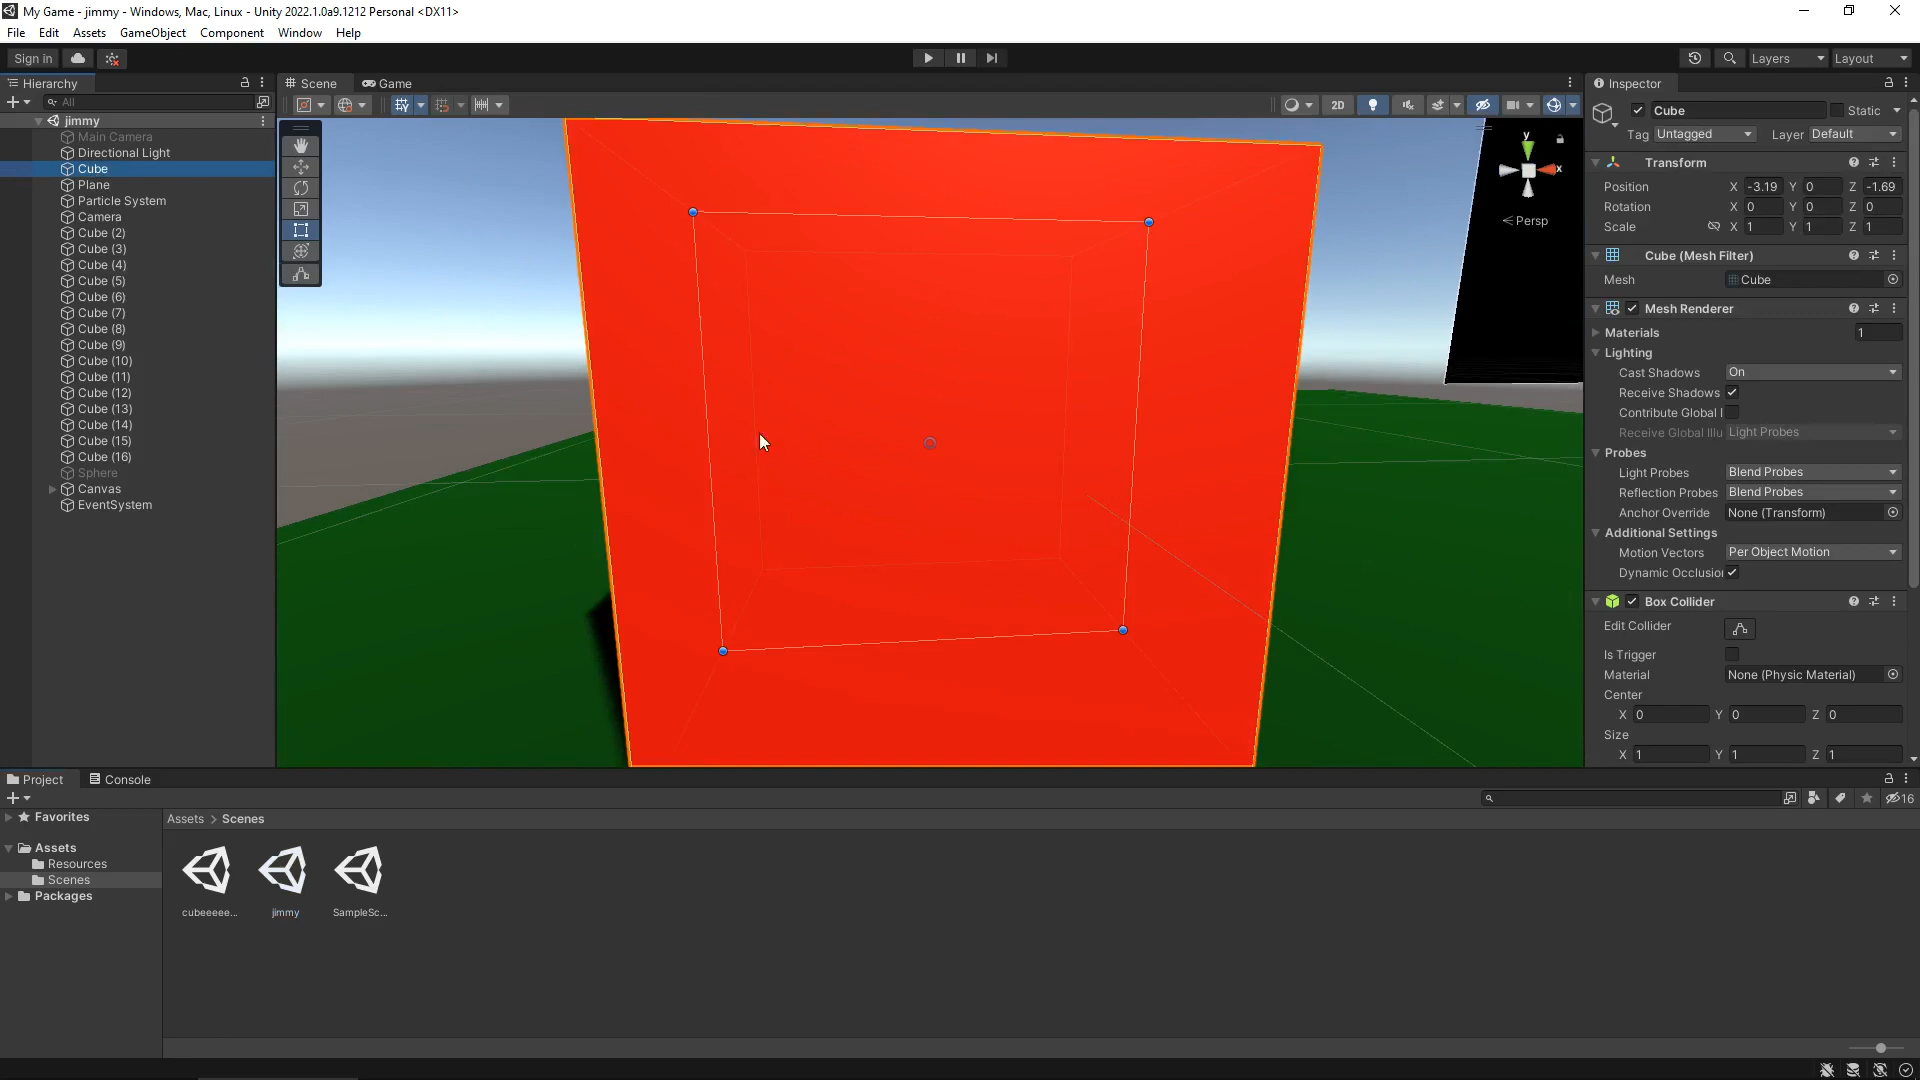 My Game - jimmy - Windows, Mac, Linux - Unity 2022.1.0a9.1212 Personal <DX11>
File Edit Assets GameObject Component Window Help
Sign in Layers Layout
Hierarchy
All
jimmy
Main Camera
Directional Light
Cube
Plane
Particle System
Camera
Cube (2)
Cube (3)
Cube (4)
Cube (5)
Cube (6)
Cube (7)
Cube (8)
Cube (9)
Cube (10)
Cube (11)
Cube (12)
Cube (13)
Cube (14)
Cube (15)
Cube (16)
Sphere
Canvas
EventSystem
Scene Game
2D
y
x
Persp
Inspector
Cube Static
Tag Untagged Layer Default
Transform
Position X -3.19 Y 0 Z -1.69
Rotation X 0 Y 0 Z 0
Scale X 1 Y 1 Z 1
Cube (Mesh Filter)
Mesh Cube
Mesh Renderer
Materials 1
Lighting
Cast Shadows On
Receive Shadows
Contribute Global I
Receive Global Illu Light Probes
Probes
Light Probes Blend Probes
Reflection Probes Blend Probes
Anchor Override None (Transform)
Additional Settings
Motion Vectors Per Object Motion
Dynamic Occlusio
Box Collider
Edit Collider
Is Trigger
Material None (Physic Material)
Center
X 0 Y 0 Z 0
Size
X 1 Y 1 Z 1
Project Console
16
Favorites
Assets
Resources
Scenes
Packages
Assets > Scenes
cubeeeee...
jimmy
SampleSc...